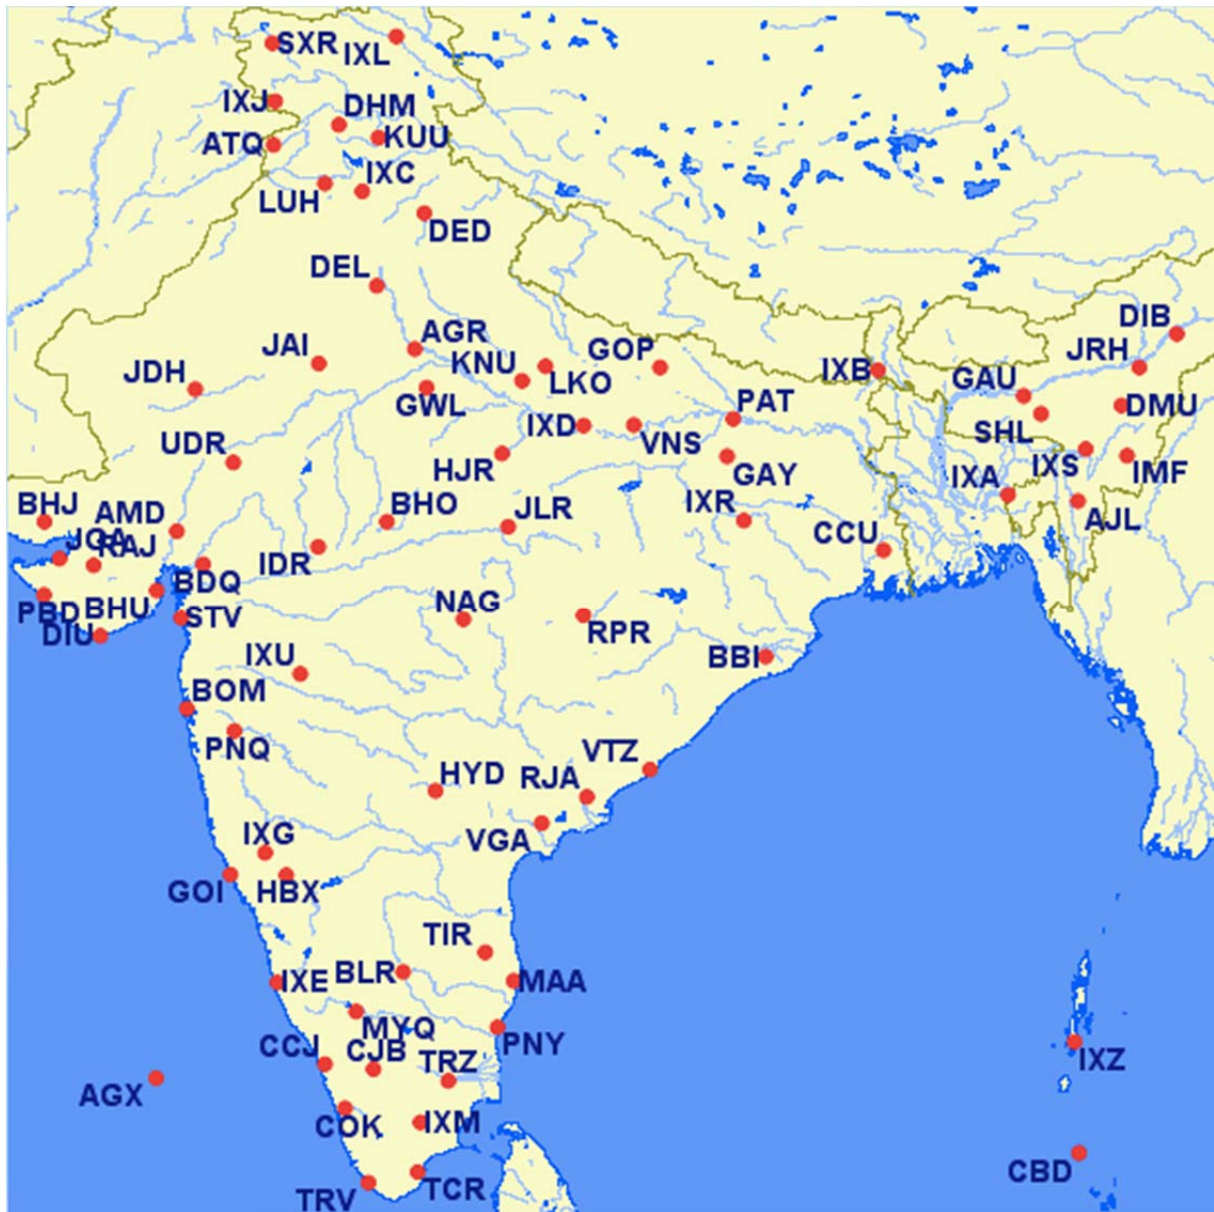 SXR
IXL
IXJ
DHM
ATQ
KUU
IXC
LUH
DED
DEL
DIB
AGR
JAI
KNU
GOP
JRH
JDH
LKO
IXB
GAU
GWL
PAT
DMU
IXD
SHL
UDR
VNS
HJR
GAY
IXS
IMF
IXA
BHJ
AMD
BHO
JLR
IXR
AJL
JGA
RAJ
CCU
IDR
BDQ
PBD
BHU
NAG
STV
RPR
DIU
IXU
BBI
BOM
PNQ
VTZ
HYD
RJA
IXG
VGA
GOI
HBX
TIR
IXE
BLR
MAA
MYQ
PNY
CCJ
CJB
TRZ
IXZ
AGX
COK
IXM
CBD
TCR
TRV